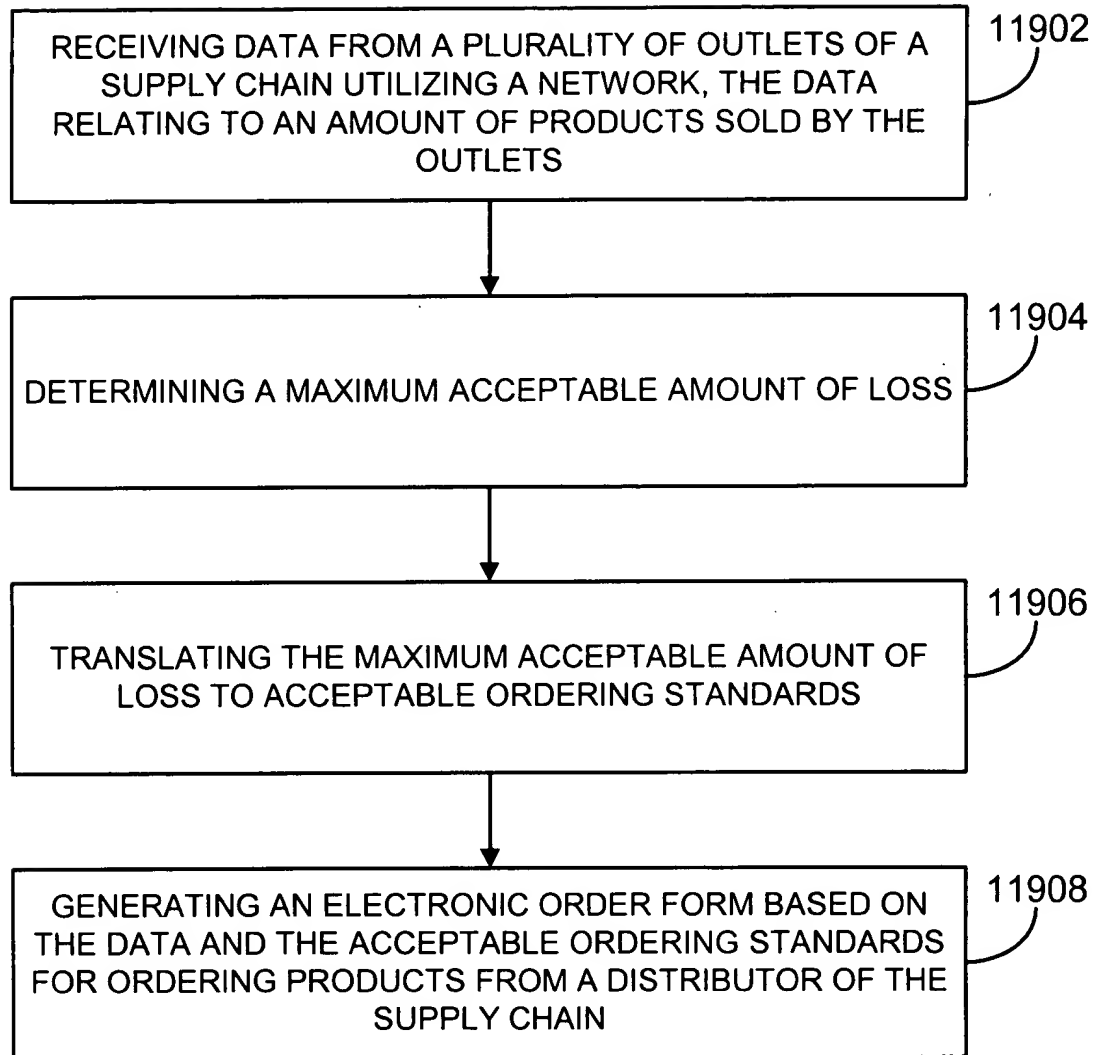 11902
RECEIVING DATA FROM A PLURALITY OF OUTLETS OF A
SUPPLY CHAIN UTILIZING A NETWORK, THE DATA
RELATING TO AN AMOUNT OF PRODUCTS SOLD BY THE
OUTLETS
11904
DETERMINING A MAXIMUM ACCEPTABLE AMOUNT OF LOSS
11906
TRANSLATING THE MAXIMUM ACCEPTABLE AMOUNT OF
LOSS TO ACCEPTABLE ORDERING STANDARDS
11908
GENERATING AN ELECTRONIC ORDER FORM BASED ON
THE DATA AND THE ACCEPTABLE ORDERING STANDARDS
FOR ORDERING PRODUCTS FROM A DISTRIBUTOR OF THE
SUPPLY CHAIN